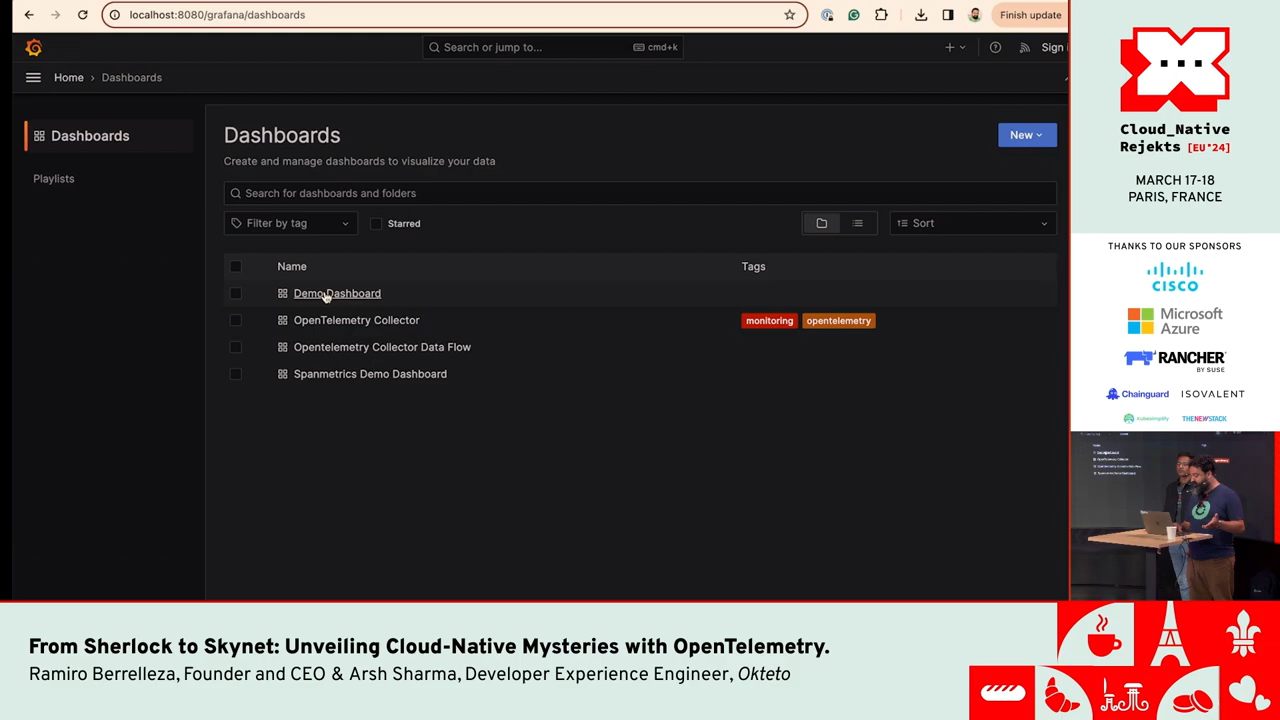 localhost:8080/grafana/dashboards
Finish update
Search or jump to...
cmd+k
Sign
Home › Dashboards
Dashboards
Playlists
Dashboards
New
Create and manage dashboards to visualize your data
Search for dashboards and folders
Filter by tag
Starred
Sort
Name
Tags
Demo Dashboard
OpenTelemetry Collector
monitoring
opentelemetry
Opentelemetry Collector Data Flow
Spanmetrics Demo Dashboard
Cloud_Native
Rejekts [EU*24]
MARCH 17-18
PARIS, FRANCE
THANKS TO OUR SPONSORS
CISCO
Microsoft
Azure
RANCHER
BY SUSE
Chainguard
ISOVALENT
kubesimplify
THENEWSTACK
From Sherlock to Skynet: Unveiling Cloud-Native Mysteries with OpenTelemetry.
Ramiro Berrelleza, Founder and CEO & Arsh Sharma, Developer Experience Engineer, Okteto